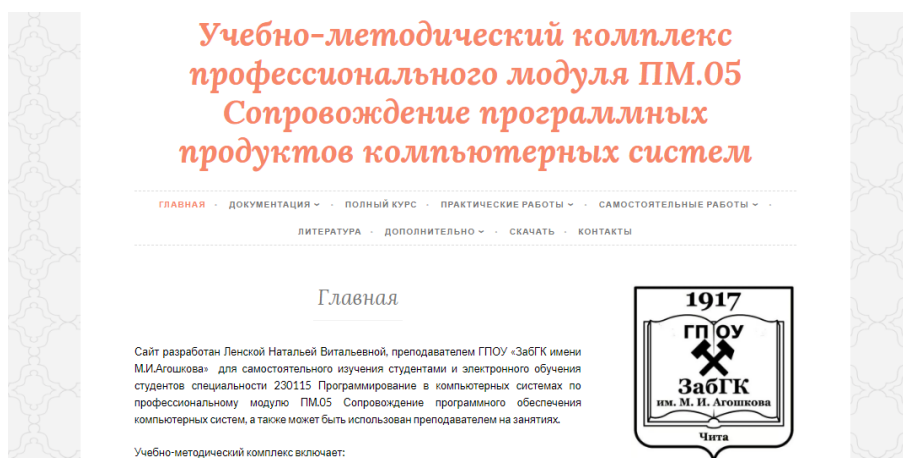 Учебно-методический комплекс
профессионального модуля ПМ.05
Сопровождение программных
продуктов компьютерных систем
ГЛАВНАЯ · ДОКУМЕНТАЦИЯ · ПОЛНЫЙ КУРС · ПРАКТИЧЕСКИЕ РАБОТЫ · САМОСТОЯТЕЛЬНЫЕ РАБОТЫ ·
ЛИТЕРАТУРА · ДОПОЛНИТЕЛЬНО · СКАЧАТЬ · КОНТАКТЫ
Главная
Сайт разработан Ленской Натальей Витальевной, преподавателем ГПОУ «ЗабГК имени
М.И.Агошкова» для самостоятельного изучения студентами и электронного обучения
студентов специальности 230115 Программирование в компьютерных системах по
профессиональному модулю ПМ.05 Сопровождение программного обеспечения
компьютерных систем, а также может быть использован преподавателем на занятиях.
Учебно-методический комплекс включает:
1917
ГПОУ
ЗабГК
им. М. И. Агошкова
Чита